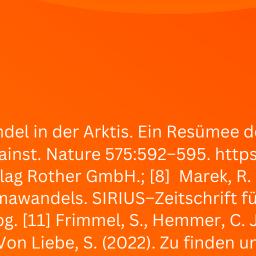 ndel in der Arktis. Ein Resümee de
ainst. Nature 575:592–595. https
lag Rother GmbH.; [8] Marek, R.
mawandels. SIRIUS–Zeitschrift fü
og. [11] Frimmel, S., Hemmer, C. J
Von Liebe, S. (2022). Zu finden un